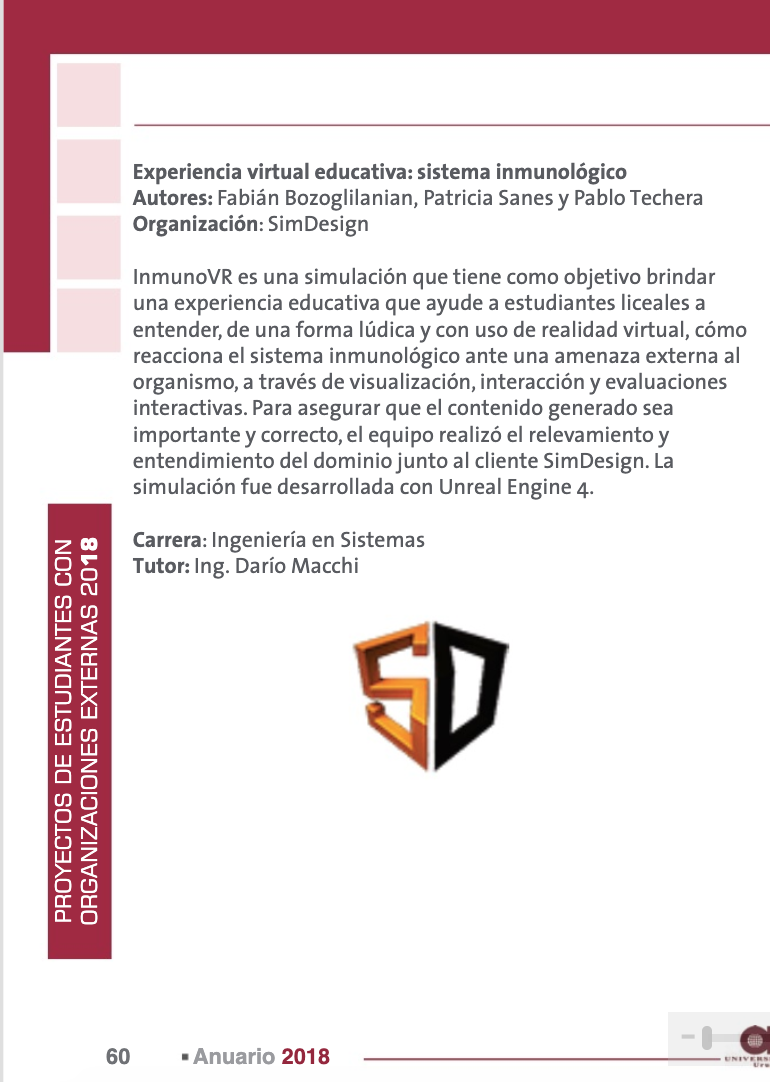 Experiencia virtual educativa: sistema inmunológico
Autores: Fabián Bozoglilanian, Patricia Sanes y Pablo Techera
Organización: SimDesign
InmunoVR es una simulación que tiene como objetivo brindar
una experiencia educativa que ayude a estudiantes liceales a
entender, de una forma lúdica y con uso de realidad virtual, cómo
reacciona el sistema inmunológico ante una amenaza externa al
organismo, a través de visualización, interacción y evaluaciones
interactivas. Para asegurar que el contenido generado sea
importante y correcto, el equipo realizó el relevamiento y
entendimiento del dominio junto al cliente SimDesign. La
simulación fue desarrollada con Unreal Engine 4.
Carrera: Ingeniería en Sistemas
Tutor: Ing. Darío Macchi
SD
PROYECTOS DE ESTUDIANTES CON
ORGANIZACIONES EXTERNAS 2018
60 ▪ Anuario 2018